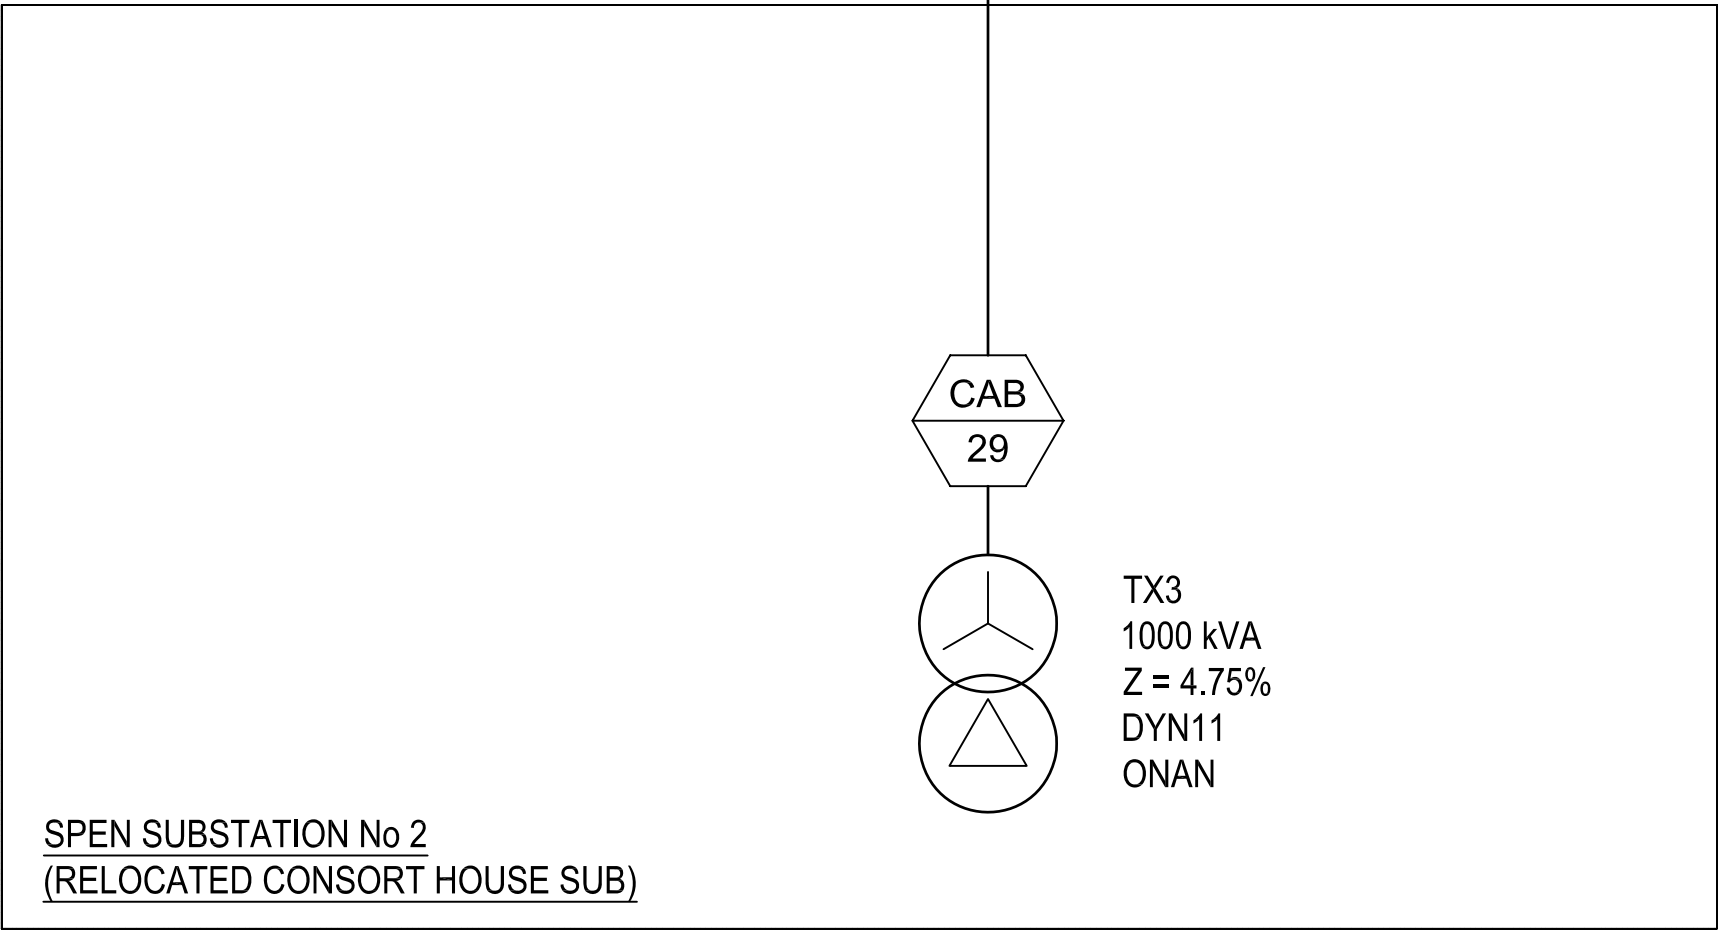 CAB
29
TX3
1000 kVA
Z = 4.75%
DYN11
ONAN
SPEN SUBSTATION No 2
(RELOCATED CONSORT HOUSE SUB)